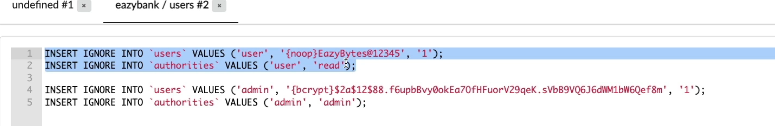 undefined #1 × eazybank / users #2 ×
1 INSERT IGNORE INTO `users` VALUES ('user', '{noop}EazyBytes@12345', '1');
2 INSERT IGNORE INTO `authorities` VALUES ('user', 'read');
3
4 INSERT IGNORE INTO `users` VALUES ('admin', '{bcrypt}$2a$12$88.f6upbBvy0okEa7OfHFuorV29qeK.sVbB9VQ6J6dWM1bW6Qef8m', '1');
5 INSERT IGNORE INTO `authorities` VALUES ('admin', 'admin');